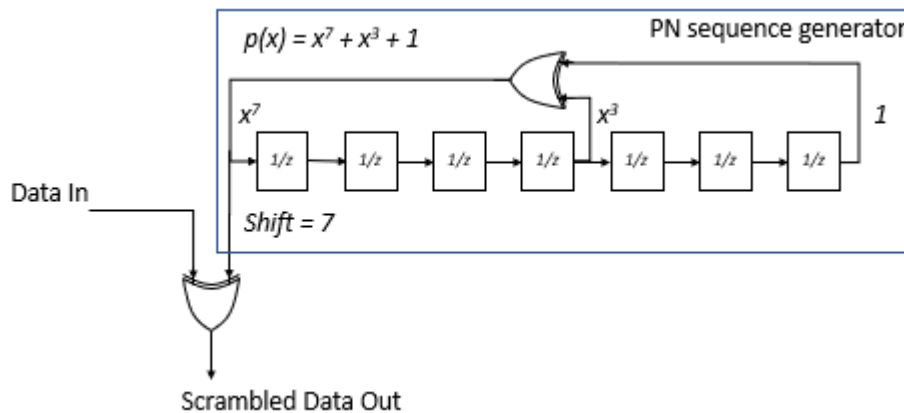 p(x) = x⁷ + x³ + 1
PN sequence generator
x⁷
x³
1
1/z
1/z
1/z
1/z
1/z
1/z
1/z
Data In
Shift = 7
Scrambled Data Out